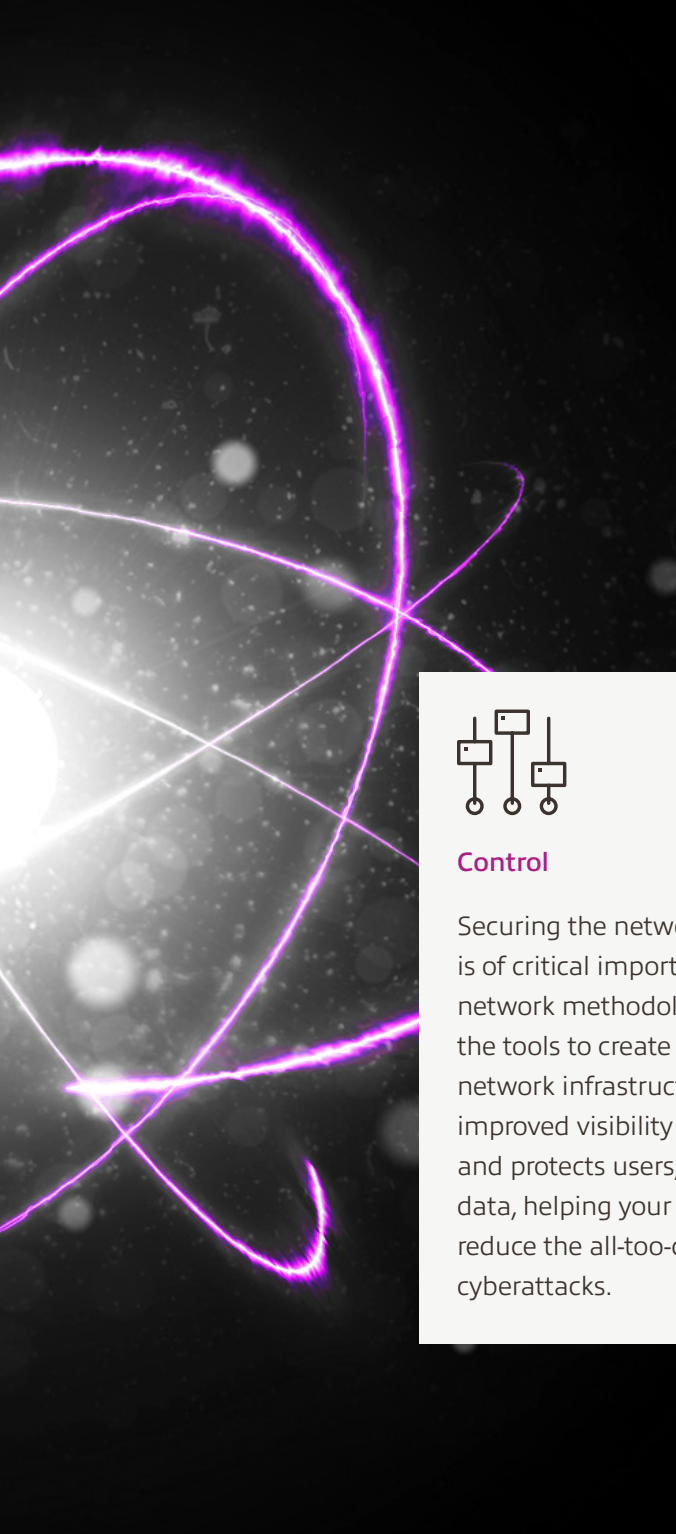 Control
Securing the
is of critical
network
the tools to create
network
improved visibility
and protects users,
data, helping your
reduce the
cyberattacks.